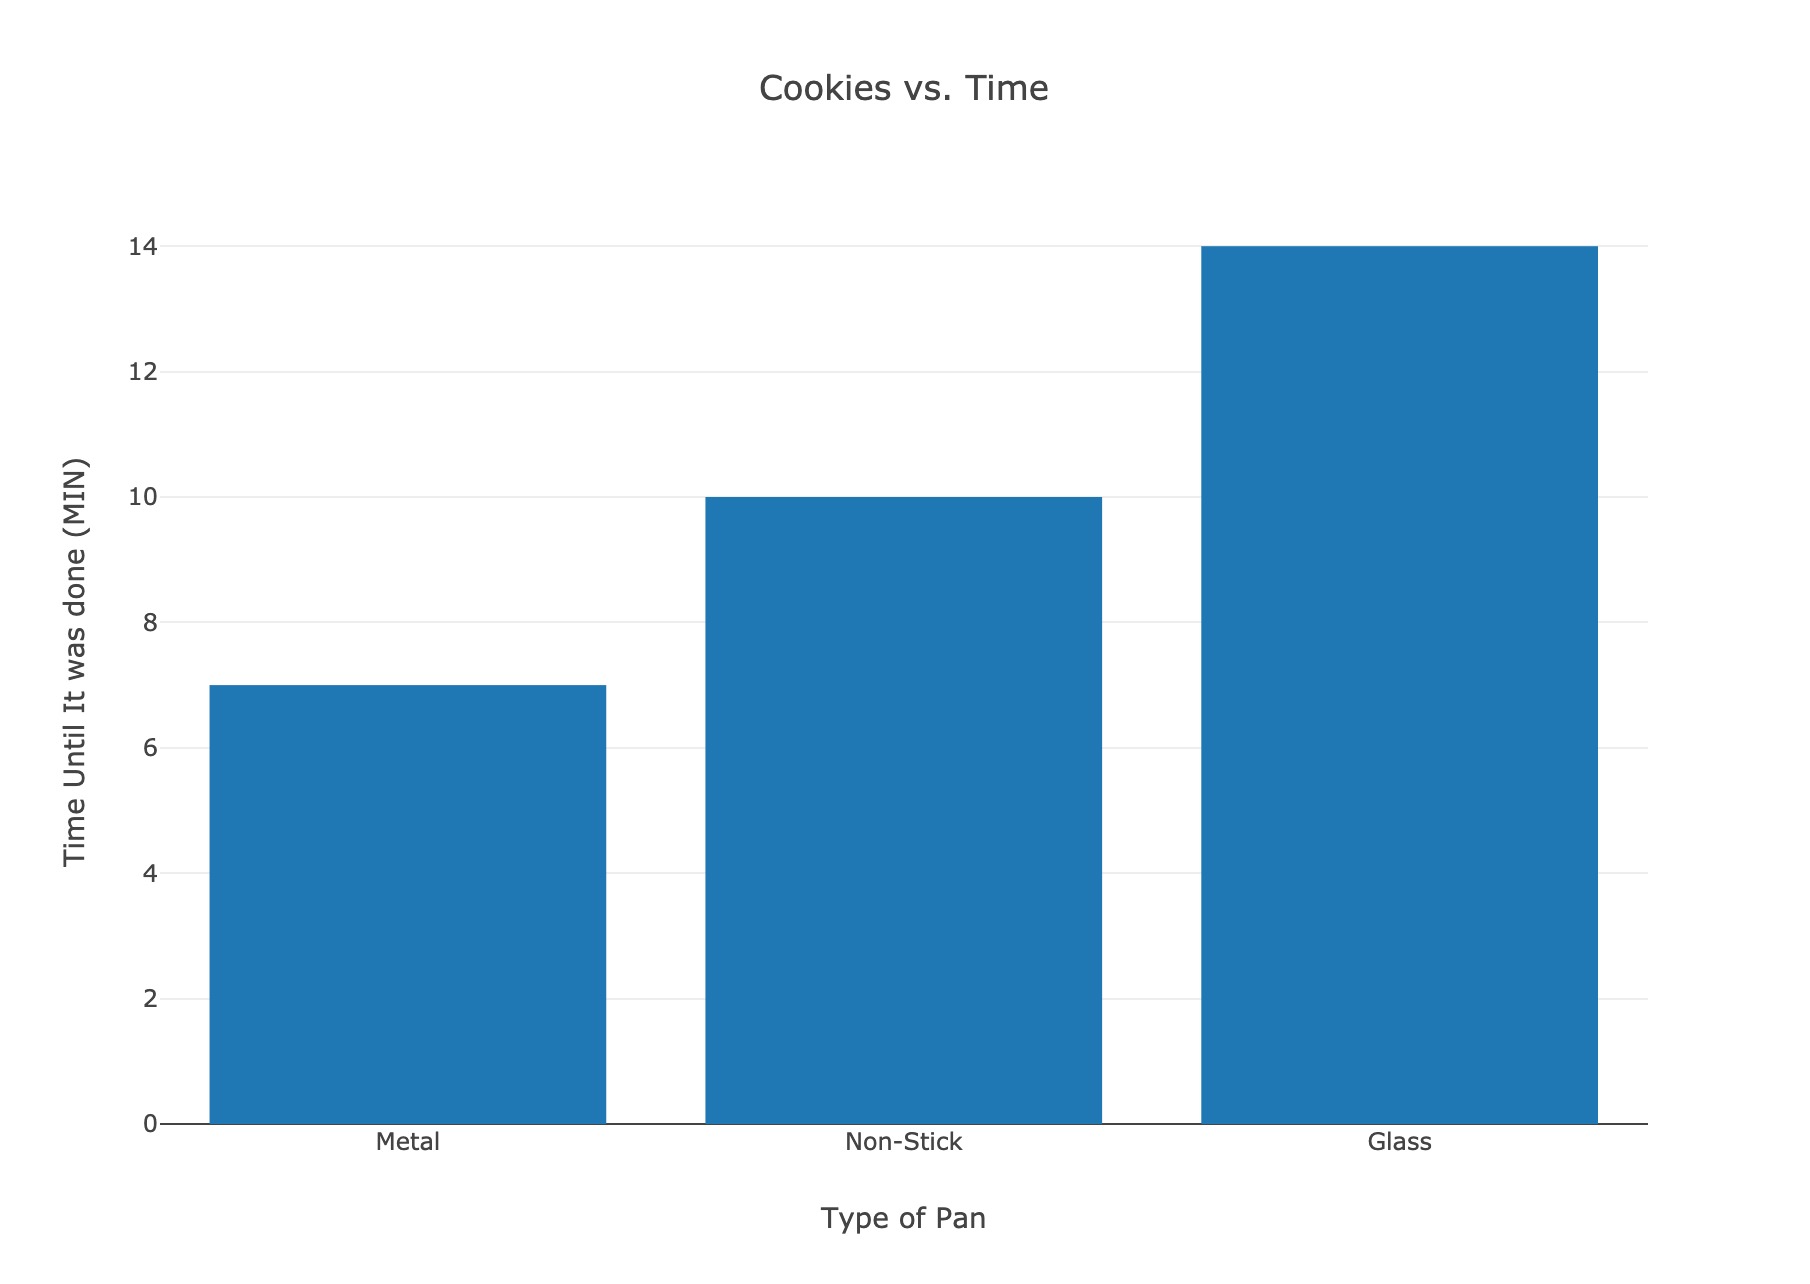 Cookies vs. Time
14
12
10
8
6
4
2
0
Time Until It was done (MIN)
Metal
Non-Stick
Glass
Type of Pan